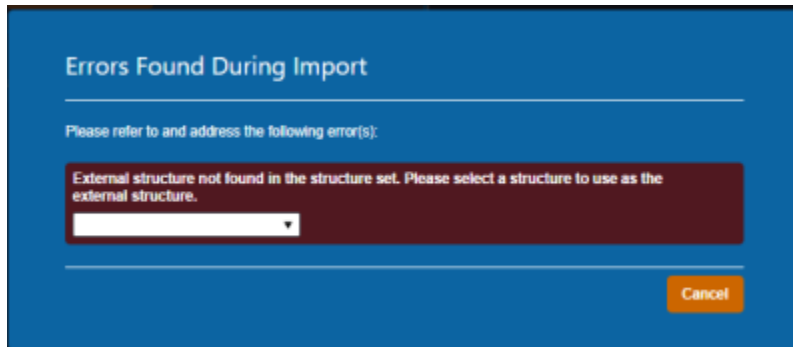 Errors Found During Import
Please refer to and address the following error(s):
External structure not found in the structure set. Please select a structure to use as the
external structure.
Cancel